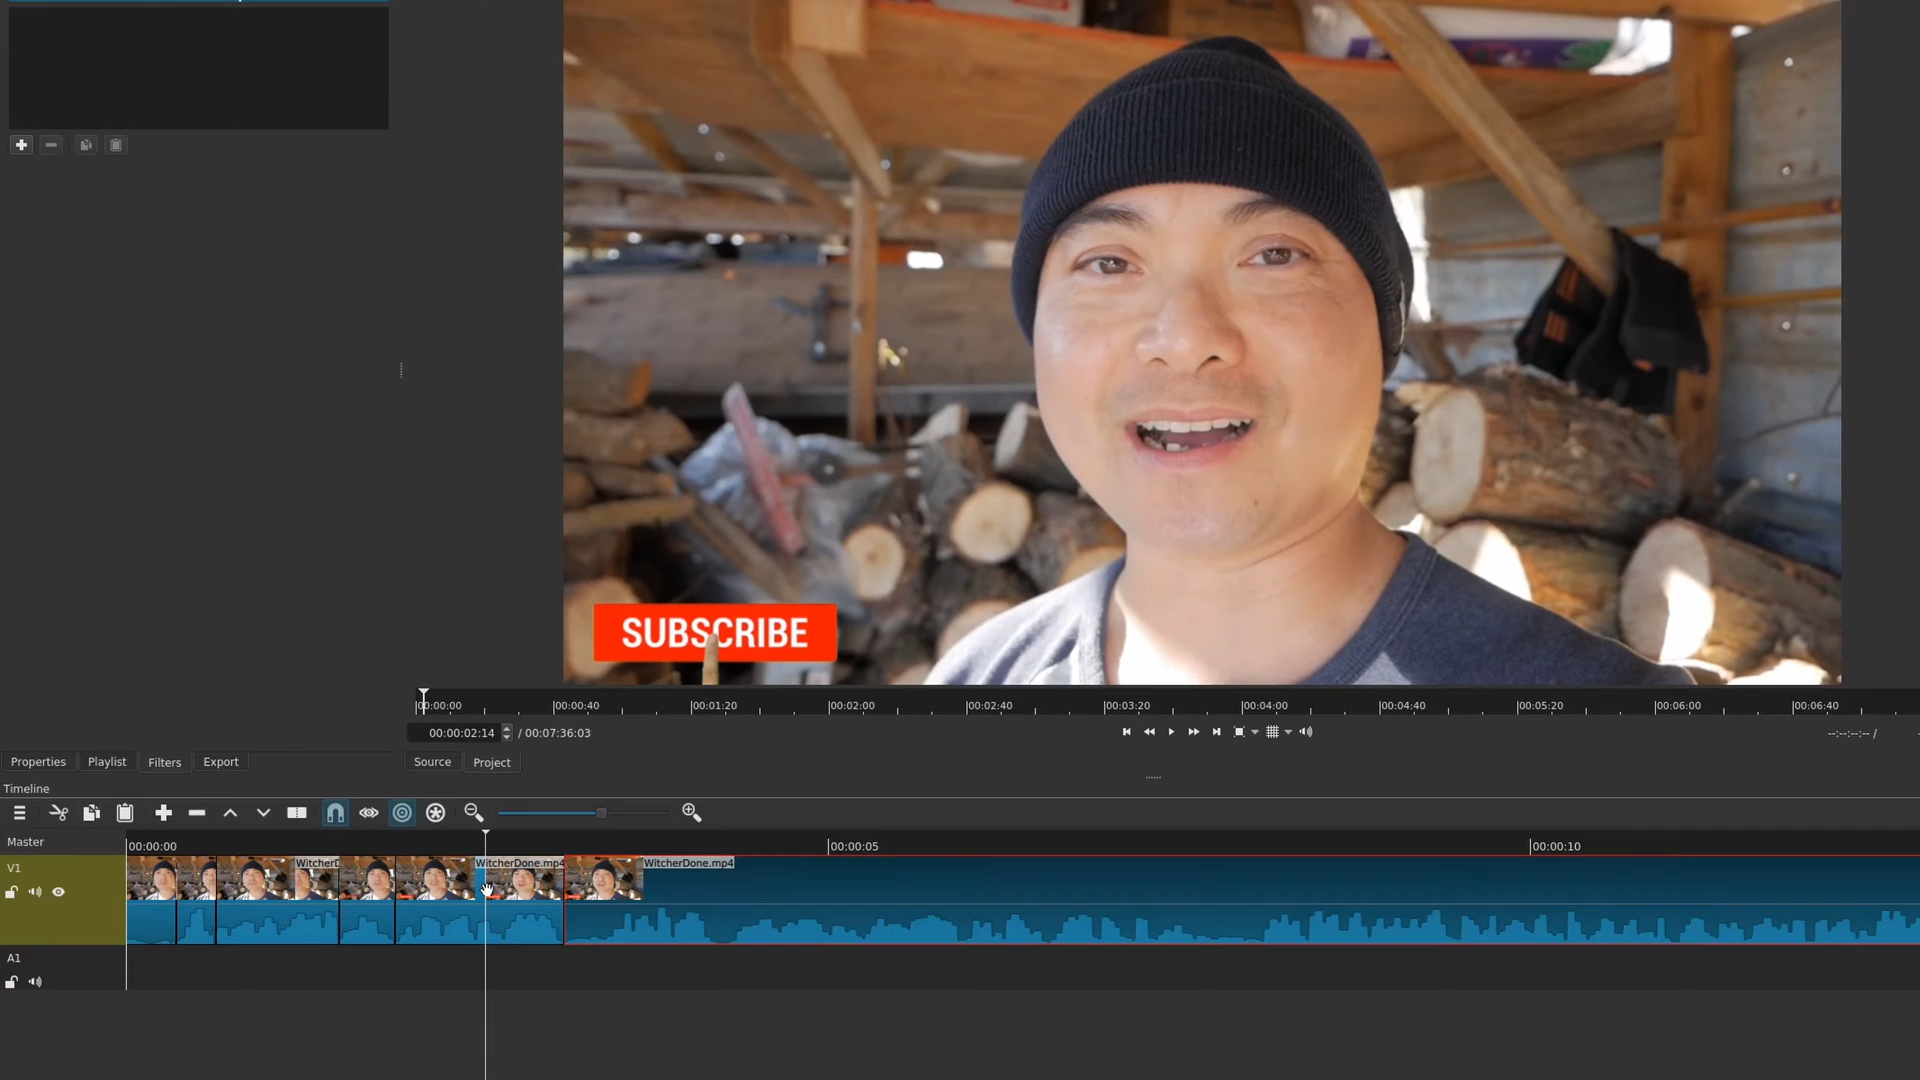 SUBSCRIBE
00:00:00
00:00:40
00:01:20
00:02:00
00:02:40
00:03:20
00:04:00
00:04:40
00:05:20
00:06:00
00:06:40
00:00:02:14 / 00:07:36:03
--:--:--:-- /
Properties
Playlist
Filters
Export
Source
Project
Timeline
Master
00:00:00
00:00:05
00:00:10
V1
WitcherD
WitcherDone.mp4
WitcherDone.mp4
A1